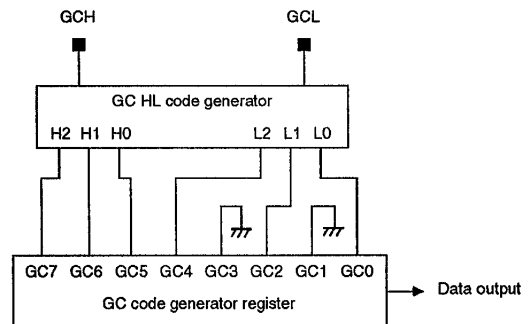 GCH GCL
GC HL code generator
H2 H1 H0 L2 L1 L0
GC7 GC6 GC5 GC4 GC3 GC2 GC1 GC0
GC code generator register
Data output